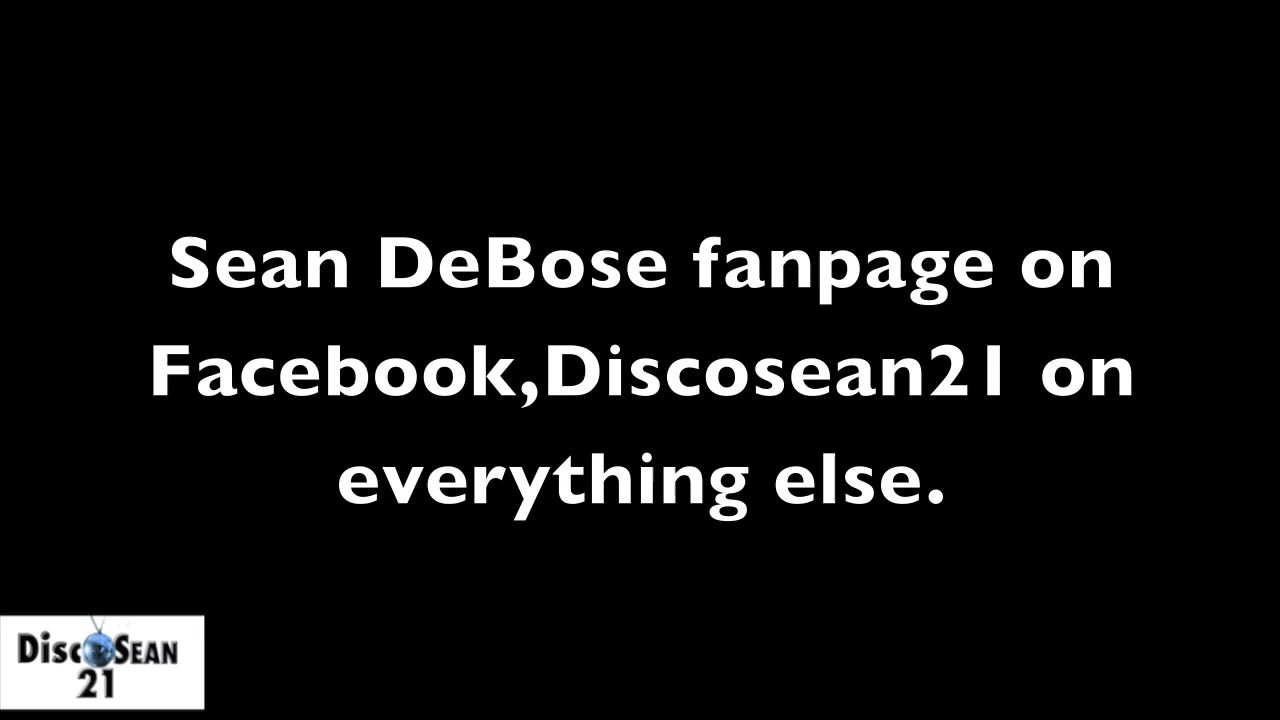 Sean DeBose fanpage on
Facebook,Discosean21 on
everything else.
DiscoSean
21